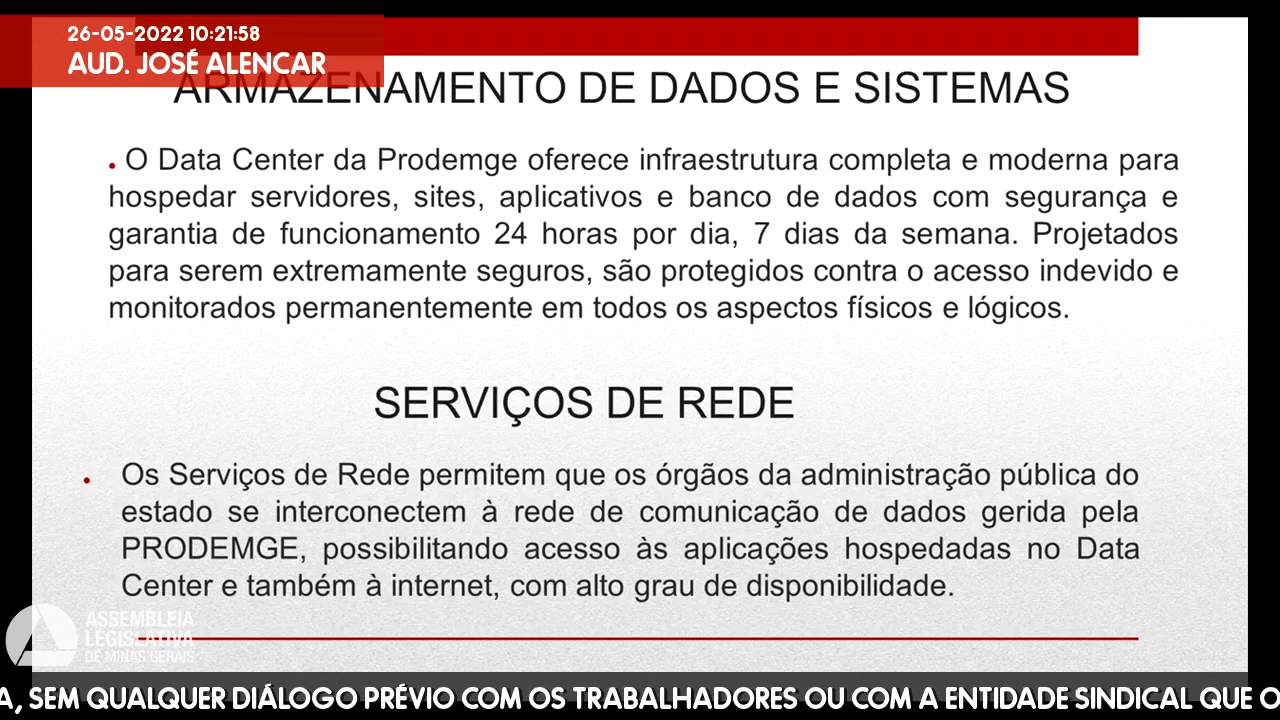 26-05-2022 10:21:58
AUD. JOSÉ ALENCAR
ARMAZENAMENTO DE DADOS E SISTEMAS
• O Data Center da Prodemge oferece infraestrutura completa e moderna para
hospedar servidores, sites, aplicativos e banco de dados com segurança e
garantia de funcionamento 24 horas por dia, 7 dias da semana. Projetados
para serem extremamente seguros, são protegidos contra o acesso indevido e
monitorados permanentemente em todos os aspectos físicos e lógicos.
SERVIÇOS DE REDE
• Os Serviços de Rede permitem que os órgãos da administração pública do
estado se interconectem à rede de comunicação de dados gerida pela
PRODEMGE, possibilitando acesso às aplicações hospedadas no Data
Center e também à internet, com alto grau de disponibilidade.
ASSEMBLEIA
LEGISLATIVA
DE MINAS GERAIS
A, SEM QUALQUER DIÁLOGO PRÉVIO COM OS TRABALHADORES OU COM A ENTIDADE SINDICAL QUE O